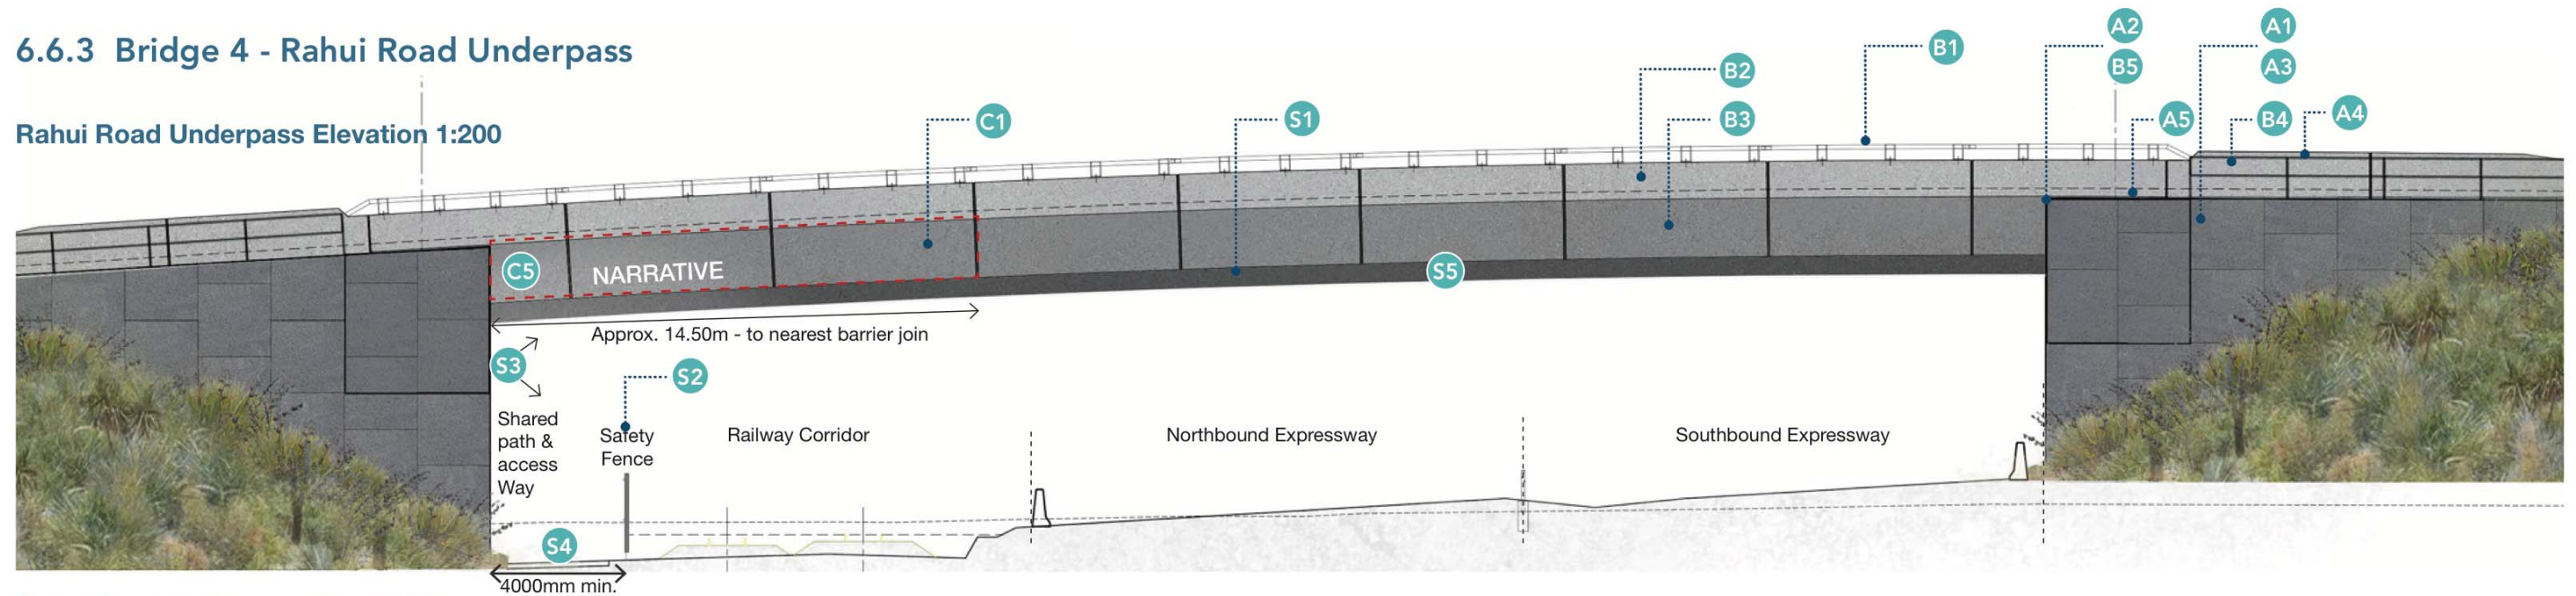 6.6.3 Bridge 4 - Rahui Road Underpass
Rahui Road Underpass Elevation 1:200
A2
A1
B1
B5
A3
B2
C1
S1
B3
A5
B4
A4
C5
NARRATIVE
S5
Approx. 14.50m - to nearest barrier join
S3
S2
Shared
path &
access
Way
Safety
Fence
Railway Corridor
Northbound Expressway
Southbound Expressway
S4
4000mm min.